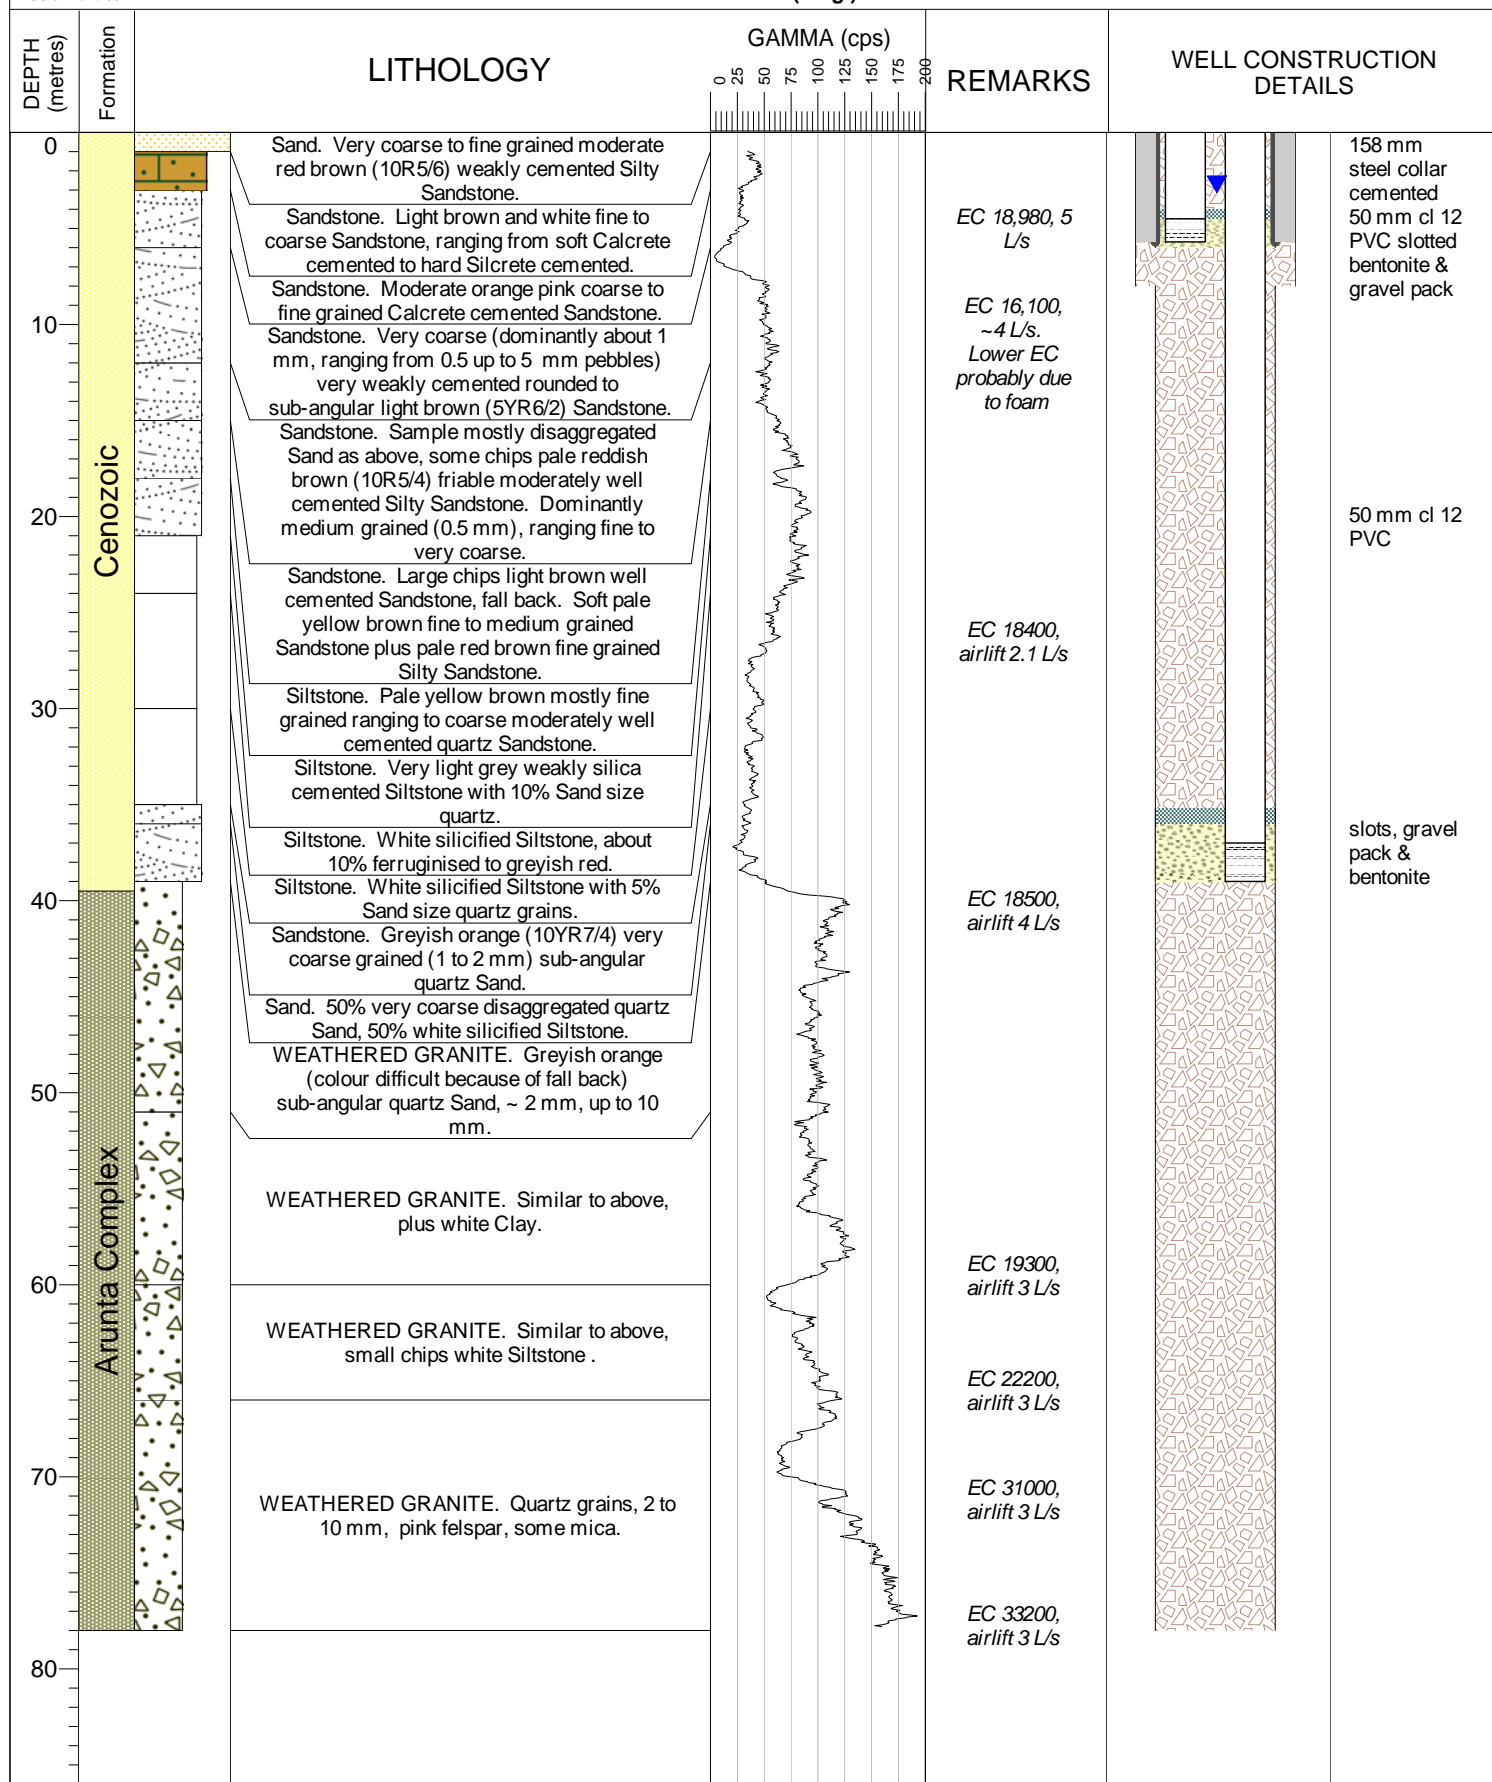 DEPTH
(metres)
Formation
LITHOLOGY
GAMMA (cps)
0 25 50 75 100 125 150 175 200
REMARKS
WELL CONSTRUCTION
DETAILS
0
10
20
30
40
50
60
70
80
Cenozoic
Arunta Complex
Sand. Very coarse to fine grained moderate
red brown (10R5/6) weakly cemented Silty
Sandstone.
Sandstone. Light brown and white fine to
coarse Sandstone, ranging from soft Calcrete
cemented to hard Silcrete cemented.
Sandstone. Moderate orange pink coarse to
fine grained Calcrete cemented Sandstone.
Sandstone. Very coarse (dominantly about 1
mm, ranging from 0.5 up to 5 mm pebbles)
very weakly cemented rounded to
sub-angular light brown (5YR6/2) Sandstone.
Sandstone. Sample mostly disaggregated
Sand as above, some chips pale reddish
brown (10R5/4) friable moderately well
cemented Silty Sandstone. Dominantly
medium grained (0.5 mm), ranging fine to
very coarse.
Sandstone. Large chips light brown well
cemented Sandstone, fall back. Soft pale
yellow brown fine to medium grained
Sandstone plus pale red brown fine grained
Silty Sandstone.
Siltstone. Pale yellow brown mostly fine
grained ranging to coarse moderately well
cemented quartz Sandstone.
Siltstone. Very light grey weakly silica
cemented Siltstone with 10% Sand size
quartz.
Siltstone. White silicified Siltstone, about
10% ferruginised to greyish red.
Siltstone. White silicified Siltstone with 5%
Sand size quartz grains.
Sandstone. Greyish orange (10YR7/4) very
coarse grained (1 to 2 mm) sub-angular
quartz Sand.
Sand. 50% very coarse disaggregated quartz
Sand, 50% white silicified Siltstone.
WEATHERED GRANITE. Greyish orange
(colour difficult because of fall back)
sub-angular quartz Sand, ~ 2 mm, up to 10
mm.
WEATHERED GRANITE. Similar to above,
plus white Clay.
WEATHERED GRANITE. Similar to above,
small chips white Siltstone .
WEATHERED GRANITE. Quartz grains, 2 to
10 mm, pink felspar, some mica.
EC 18,980, 5
L/s
EC 16,100,
~4 L/s.
Lower EC
probably due
to foam
EC 18400,
airlift 2.1 L/s
EC 18500,
airlift 4 L/s
EC 19300,
airlift 3 L/s
EC 22200,
airlift 3 L/s
EC 31000,
airlift 3 L/s
EC 33200,
airlift 3 L/s
158 mm
steel collar
cemented
50 mm cl 12
PVC slotted
bentonite &
gravel pack
50 mm cl 12
PVC
slots, gravel
pack &
bentonite